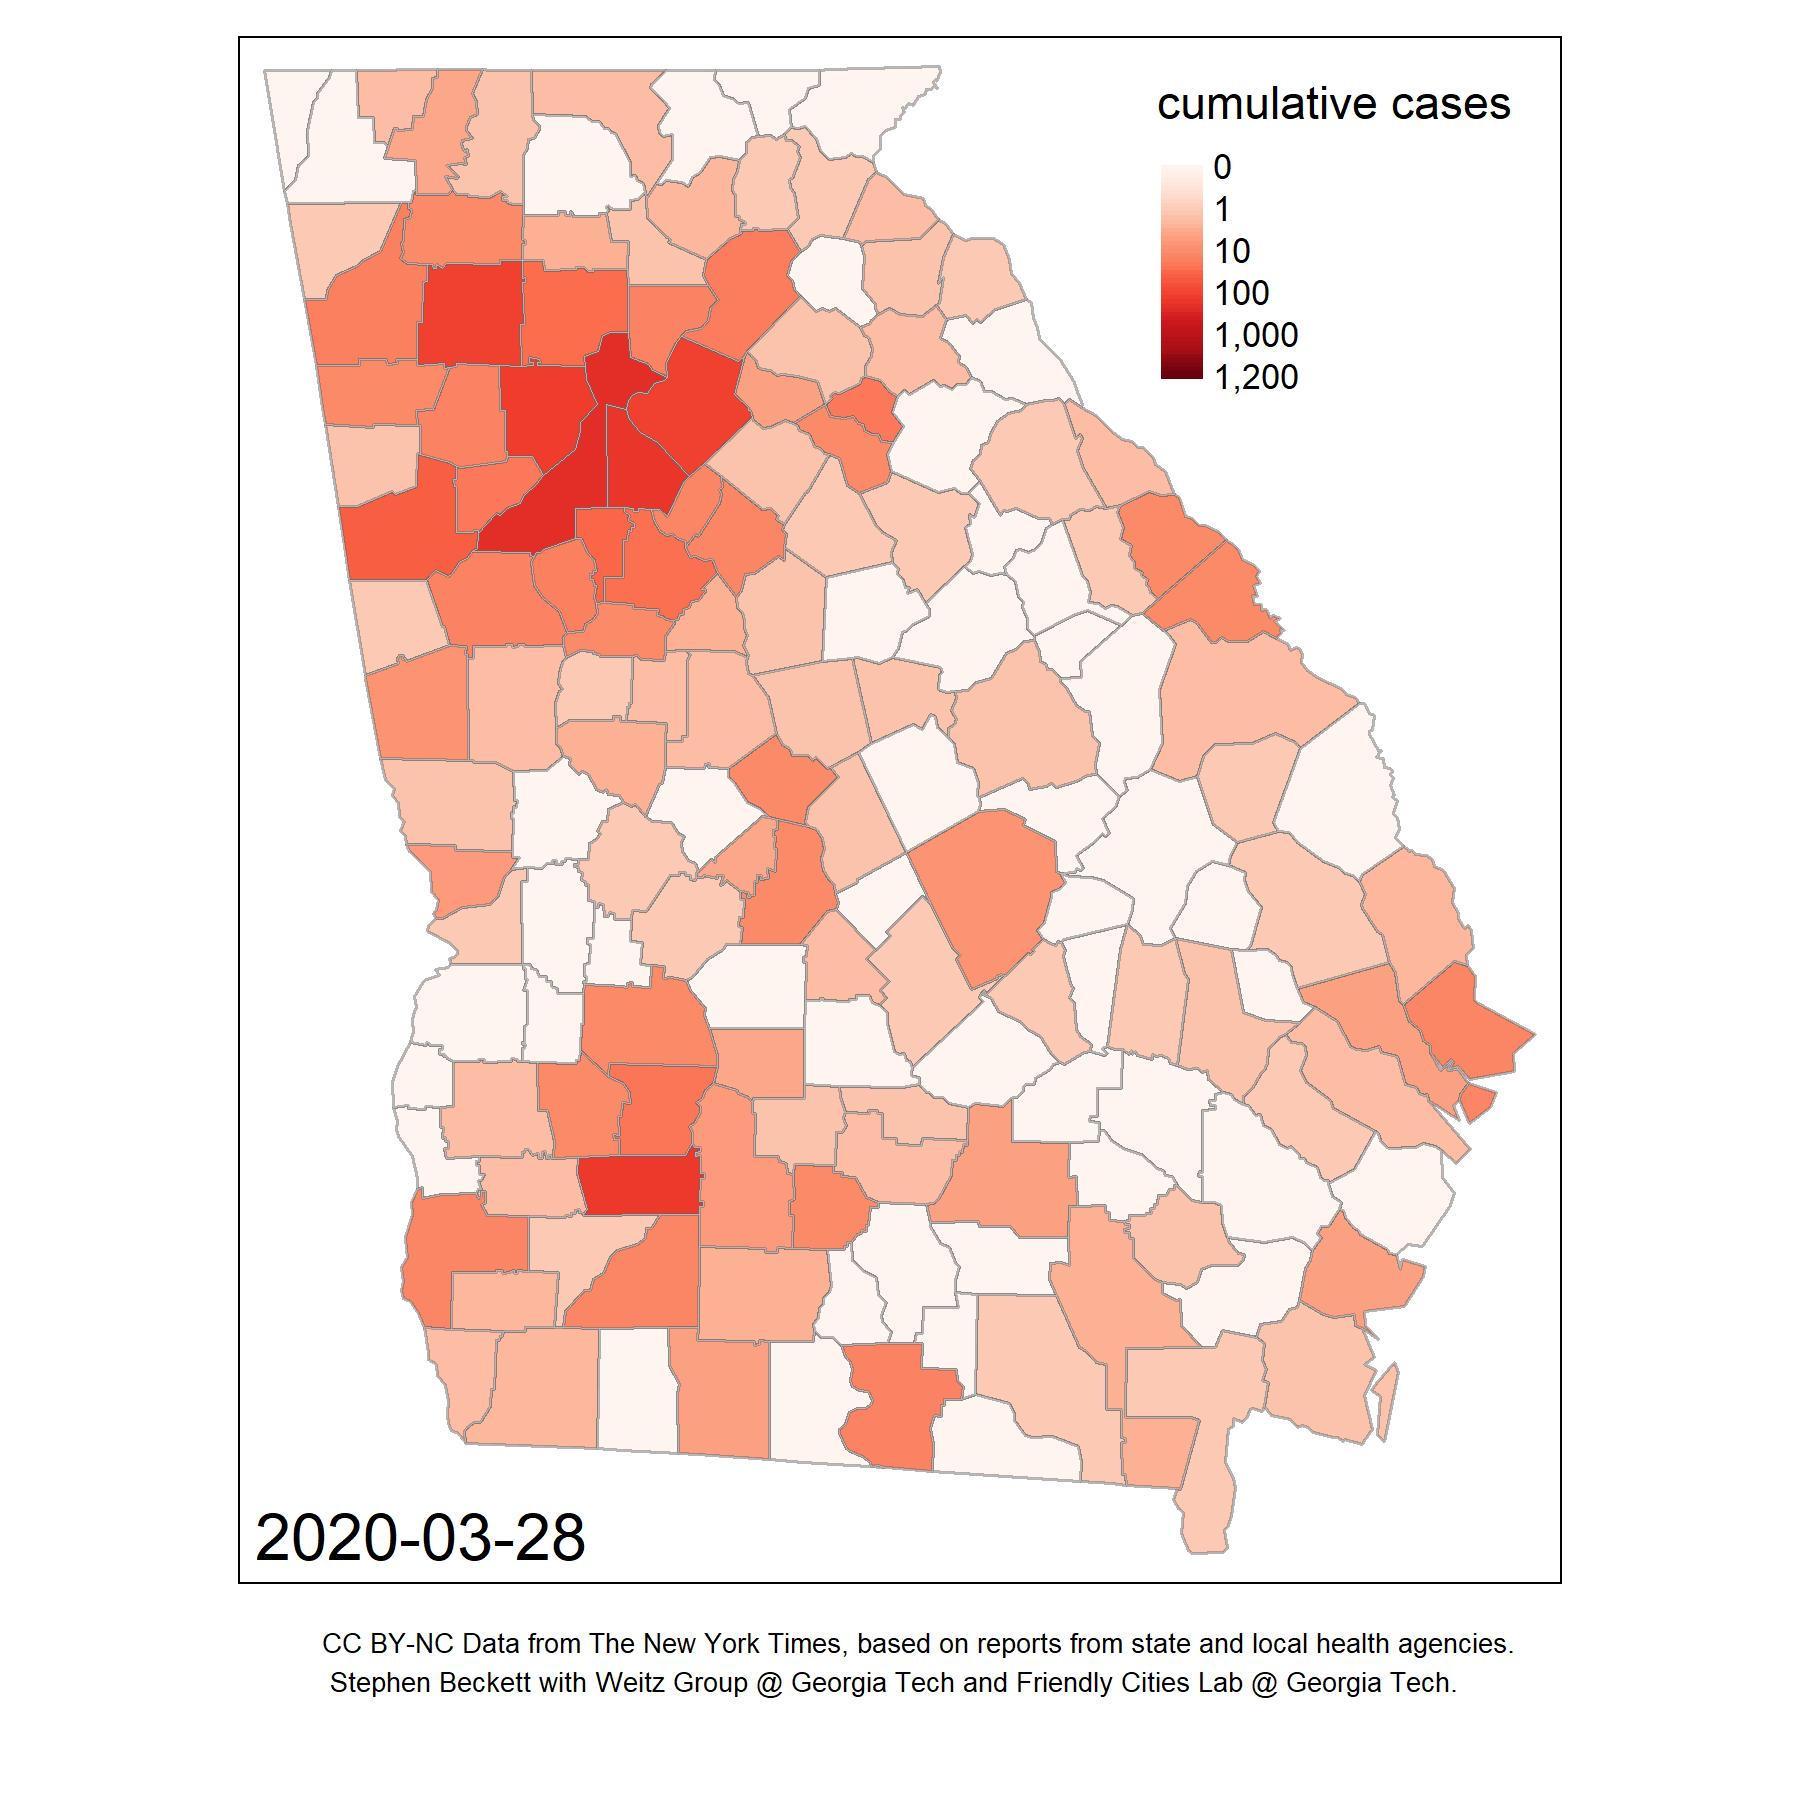 cumulative cases
0
1
10
100
1,000
1,200
2020-03-28
CC BY-NC Data from The New York Times, based on reports from state and local health agencies.
Stephen Beckett with Weitz Group @ Georgia Tech and Friendly Cities Lab @ Georgia Tech.